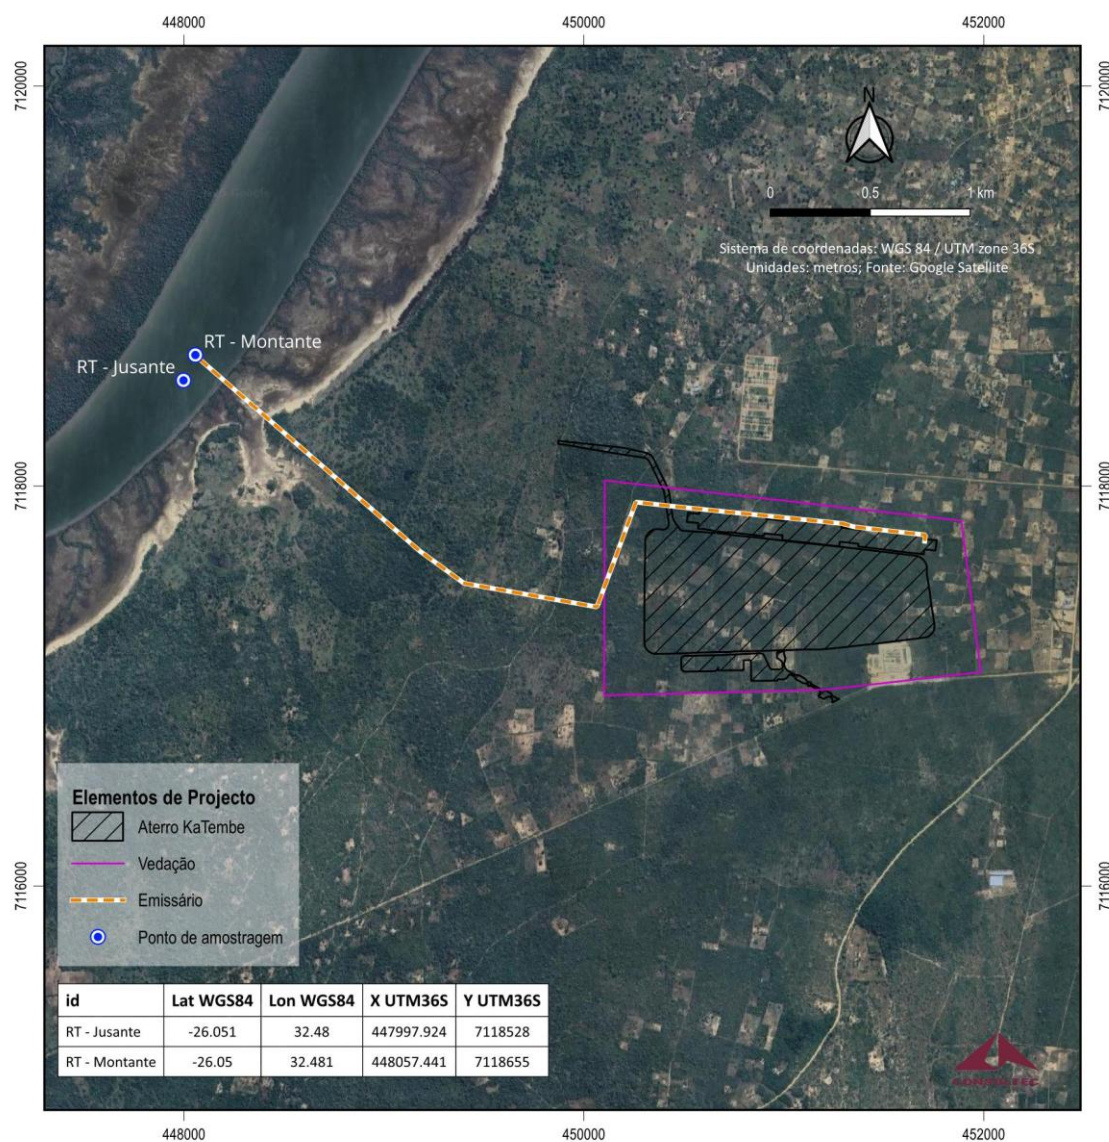 448000 450000 452000
7120000 7120000
N
0 0.5 1 km
Sistema de coordenadas: WGS 84 / UTM zone 36S
Unidades: metros; Fonte: Google Satellite
RT - Montante
RT - Jusante
7118000 7118000
Elementos de Projecto
Aterro KaTembe
Vedação
Emissário
Ponto de amostragem
7116000 7116000
id Lat WGS84 Lon WGS84 X UTM36S Y UTM36S
RT - Jusante -26.051 32.48 447997.924 7118528
RT - Montante -26.05 32.481 448057.441 7118655
CONSULTEC
448000 450000 452000